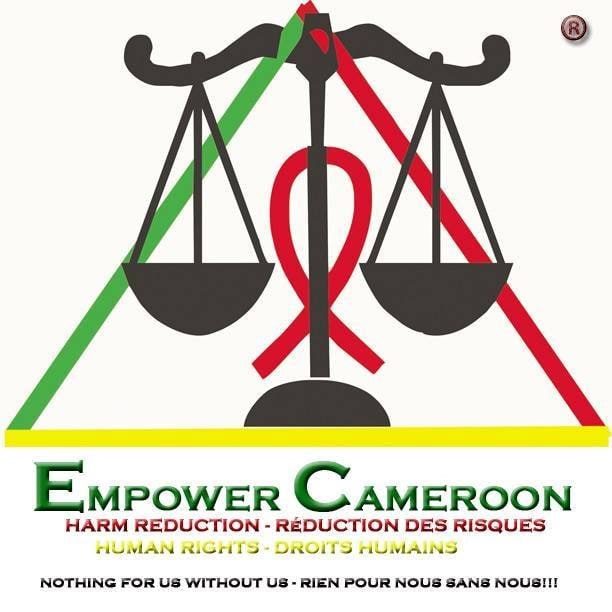 ®
EMPOWER CAMEROON
HARM REDUCTION - RéDUCTION DES RISQUES
HUMAN RIGHTS - DROITS HUMAINS
NOTHING FOR US WITHOUT US - RIEN POUR NOUS SANS NOUS!!!